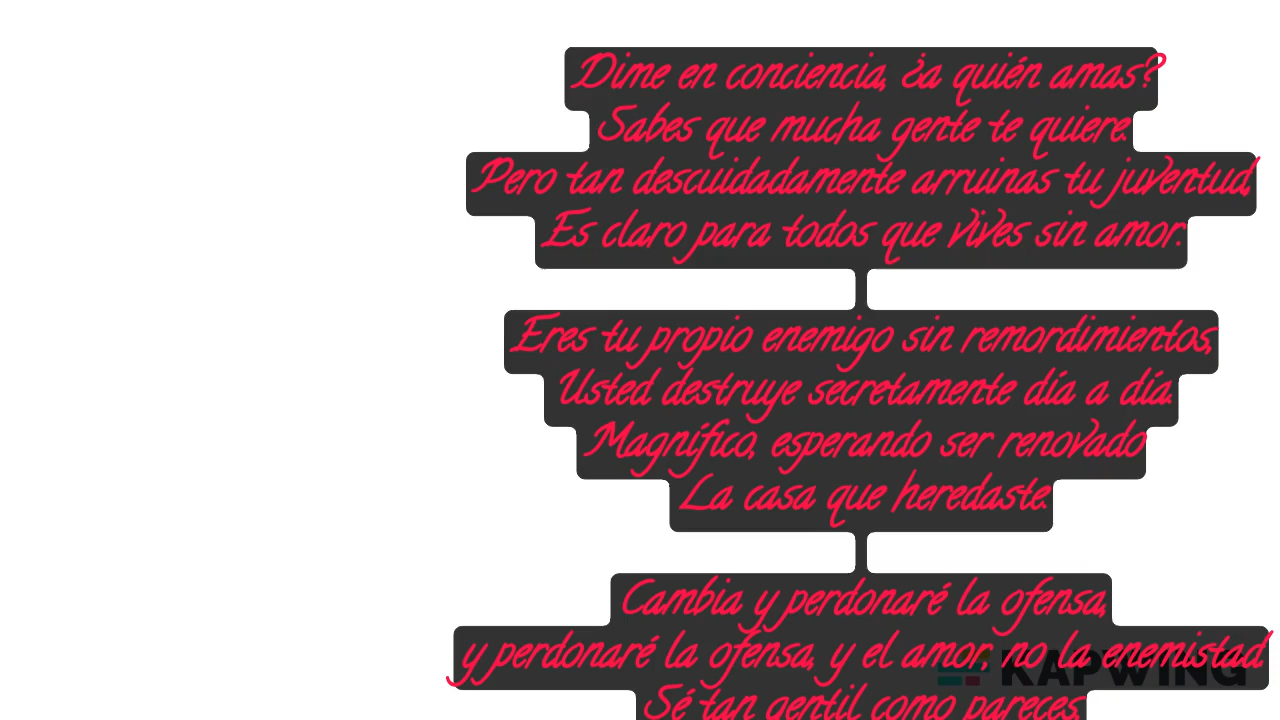 Dime en conciencia, ¿a quién amas?
Sabes que mucha gente te quiere.
Pero tan descuidadamente arruinas tu juventud,
Es claro para todos que vives sin amor.
Eres tu propio enemigo sin remordimientos,
Usted destruye secretamente día a día.
Magnífico, esperando ser renovado
La casa que heredaste.
Cambia y perdonaré la ofensa,
y perdonaré la ofensa, y el amor, no la enemistad
KAPWING
Sé tan gentil como pareces